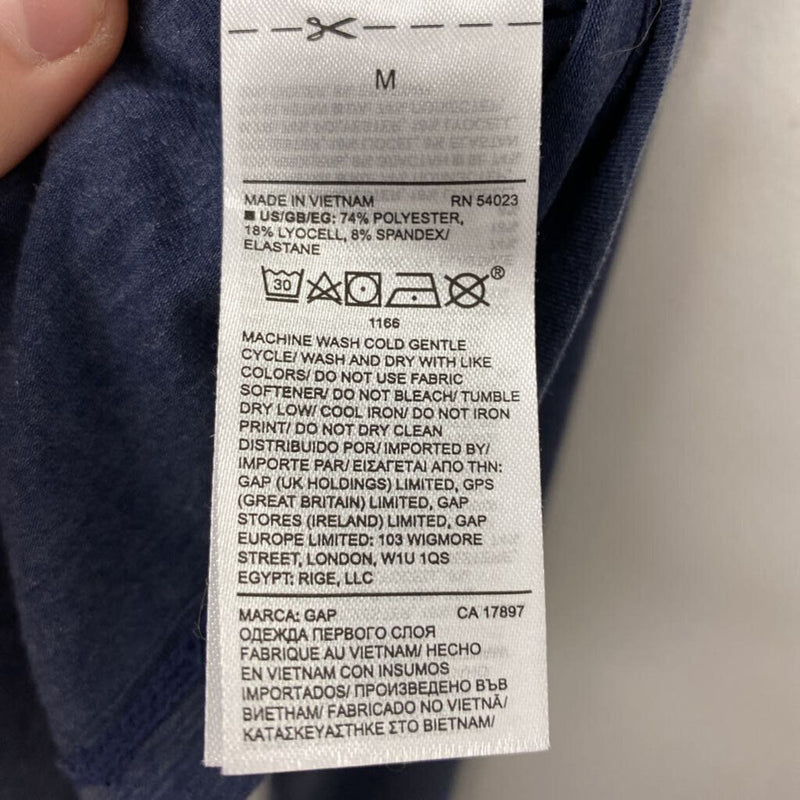 M
MADE IN VIETNAM RN 54023
■ US/GB/EG: 74% POLYESTER,
18% LYOCELL, 8% SPANDEX/
ELASTANE
30 ®
1166
MACHINE WASH COLD GENTLE
CYCLE/ WASH AND DRY WITH LIKE
COLORS/ DO NOT USE FABRIC
SOFTENER/ DO NOT BLEACH/ TUMBLE
DRY LOW/ COOL IRON/ DO NOT IRON
PRINT/ DO NOT DRY CLEAN
DISTRIBUIDO POR/ IMPORTED BY/
IMPORTE PAR/ ΕΙΣΑΓΕΤΑΙ ΑΠΟ ΤΗΝ:
GAP (UK HOLDINGS) LIMITED, GPS
(GREAT BRITAIN) LIMITED, GAP
STORES (IRELAND) LIMITED, GAP
EUROPE LIMITED: 103 WIGMORE
STREET, LONDON, W1U 1QS
EGYPT: RIGE, LLC
MARCA: GAP CA 17897
ОДЕЖДА ПЕРВОГО СЛОЯ
FABRIQUE AU VIETNAM/ HECHO
EN VIETNAM CON INSUMOS
IMPORTADOS/ ПРОИЗВЕДЕНО ВЪВ
ВИЕТНАМ/ FABRICADO NO VIETNÃ/
ΚΑΤΑΣΚΕΥΑΣΤΗΚΕ ΣΤΟ ΒΙΕΤΝΑΜ/